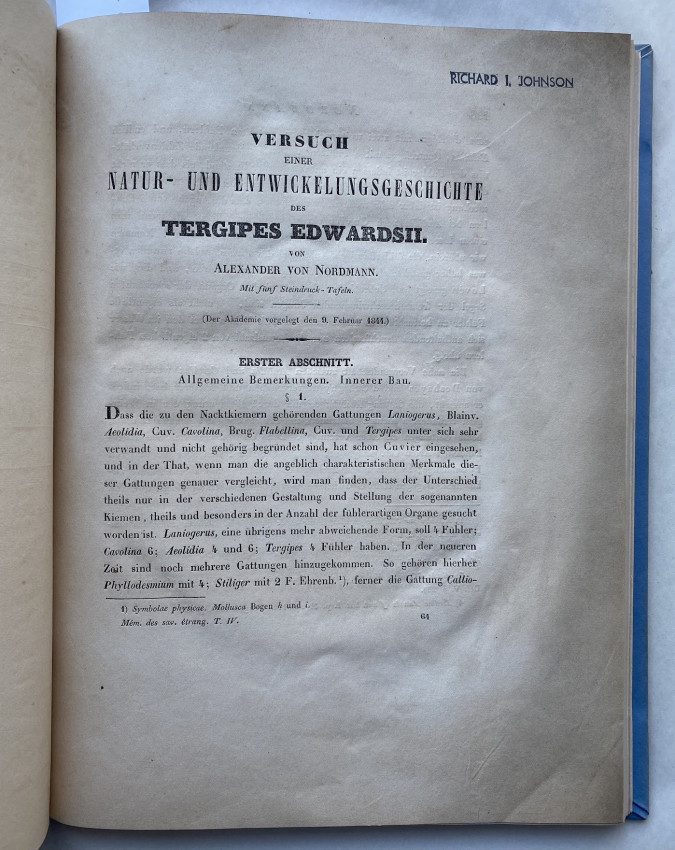 RICHARD I. JOHNSON
VERSUCH
EINER
NATUR- UND ENTWICKELUNGSGESCHICHTE
DES
TERGIPES EDWARDSII.
VON
ALEXANDER VON NORDMANN.
Mit fünf Steindruck-Tafeln.
(Der Akademie vorgelegt den 9. Februar 1844.)
ERSTER ABSCHNITT.
Allgemeine Bemerkungen. Innerer Bau.
§ 1.
Dass die zu den Nacktkiemern gehörenden Gattungen Laniogerus, Blainv.
Aeolidia, Cuv. Cavolina, Brug. Flabellina, Cuv. und Tergipes unter sich sehr
verwandt und nicht gehörig begründet sind, hat schon Cuvier eingesehen,
und in der That, wenn man die angeblich charakteristischen Merkmale die-
ser Gattungen genauer vergleicht, wird man finden, dass der Unterschied
theils nur in der verschiedenen Gestaltung und Stellung der sogenannten
Kiemen, theils und besonders in der Anzahl der fühlerartigen Organe gesucht
worden ist. Laniogerus, eine übrigens mehr abweichende Form, soll 4 Fühler;
Cavolina 6; Aeolidia 4 und 6; Tergipes 4 Fühler haben. In der neueren
Zeit sind noch mehrere Gattungen hinzugekommen. So gehören hierher
Phyllodesmium mit 4; Stiliger mit 2 F. Ehrenb.¹), ferner die Gattung Callio-
1) Symbolae physicae. Mollusca Bogen h und i.
Mém. des sav. étrang. T. IV.
64